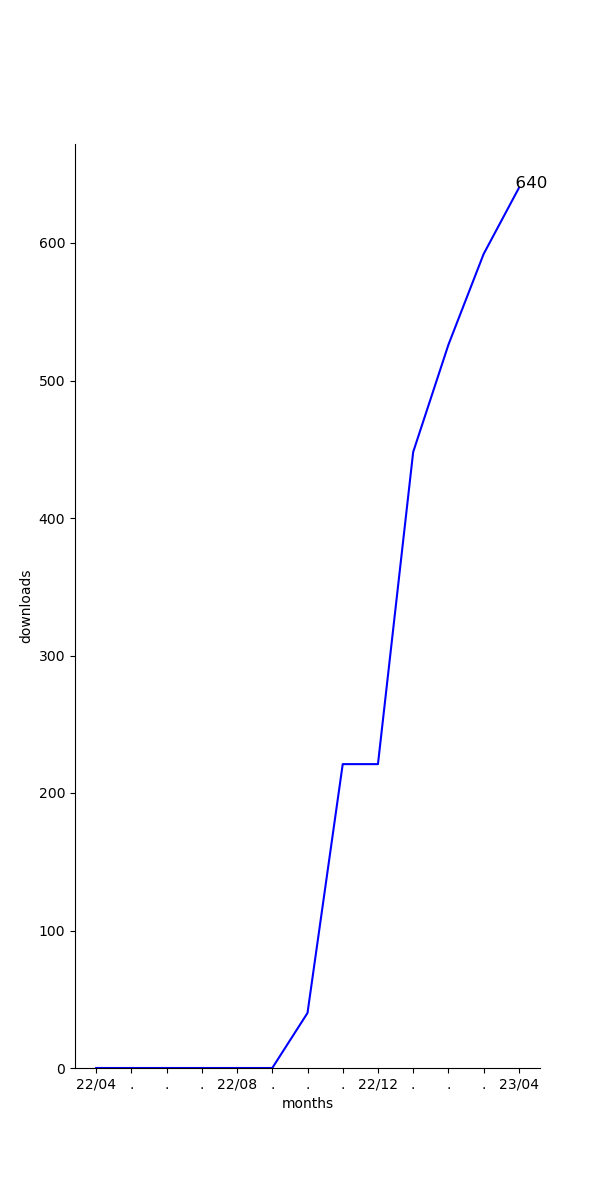 640
600
500
400
300
200
100
0
downloads
22/04 . . . 22/08 . . . 22/12 . . . 23/04
months